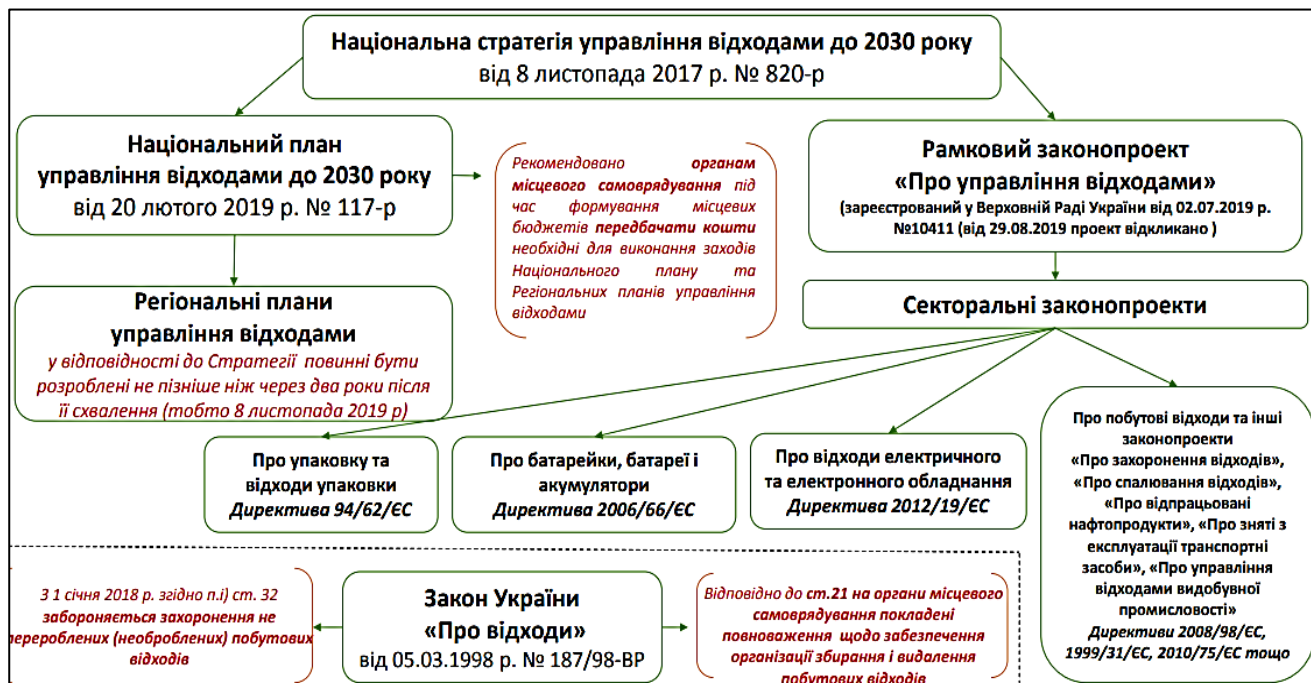 Національна стратегія управління відходами до 2030 року
від 8 листопада 2017 р. № 820-р
Національний план
управління відходами до 2030 року
від 20 лютого 2019 р. № 117-р
Рекомендовано органам
місцевого самоврядування під
час формування місцевих
бюджетів передбачати кошти
необхідні для виконання заходів
Національного плану та
Регіональних планів управління
відходами
Рамковий законопроект
«Про управління відходами»
(зареєстрований у Верховній Раді України від 02.07.2019 р.
№10411 (від 29.08.2019 проект відкликано )
Регіональні плани
управління відходами
у відповідності до Стратегії повинні бути
розроблені не пізніше ніж через два роки після
її схвалення (тобто 8 листопада 2019 р)
Секторальні законопроекти
Про упаковку та
відходи упаковки
Директива 94/62/ЄС
Про батарейки, батареї і
акумулятори
Директива 2006/66/ЄС
Про відходи електричного
та електронного обладнання
Директива 2012/19/ЄС
Про побутові відходи та інші
законопроекти
«Про захоронення відходів»,
«Про спалювання відходів»,
«Про відпрацьовані
нафтопродукти», «Про зняті з
експлуатації транспортні
засоби», «Про управління
відходами видобувної
промисловості»
Директиви 2008/98/ЄС,
1999/31/ЄС, 2010/75/ЄС тощо
З 1 січня 2018 р. згідно п.і) ст. 32
забороняється захоронення не
перероблених (необроблених) побутових
відходів
Закон України
«Про відходи»
від 05.03.1998 р. № 187/98-ВР
Відповідно до ст.21 на органи місцевого
самоврядування покладені
повноваження щодо забезпечення
організації збирання і видалення
побутових відходів